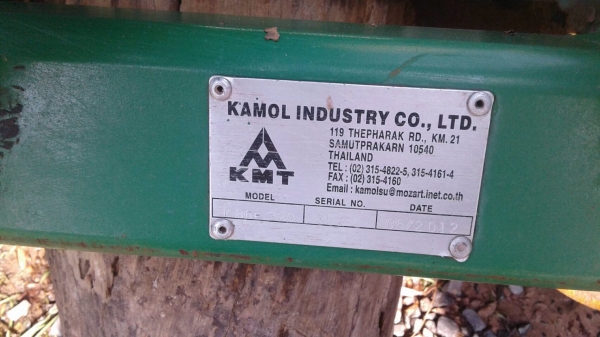 KAMOL INDUSTRY CO., LTD.
119 THEPHARAK RD., KM. 21
SAMUTPRAKARN 10540
THAILAND
TEL : (02) 315-4822-5, 315-4161-4
FAX : (02) 315-4160
Email : kamolsu@mozart.inet.co.th
KMT
MODEL SERIAL NO. DATE